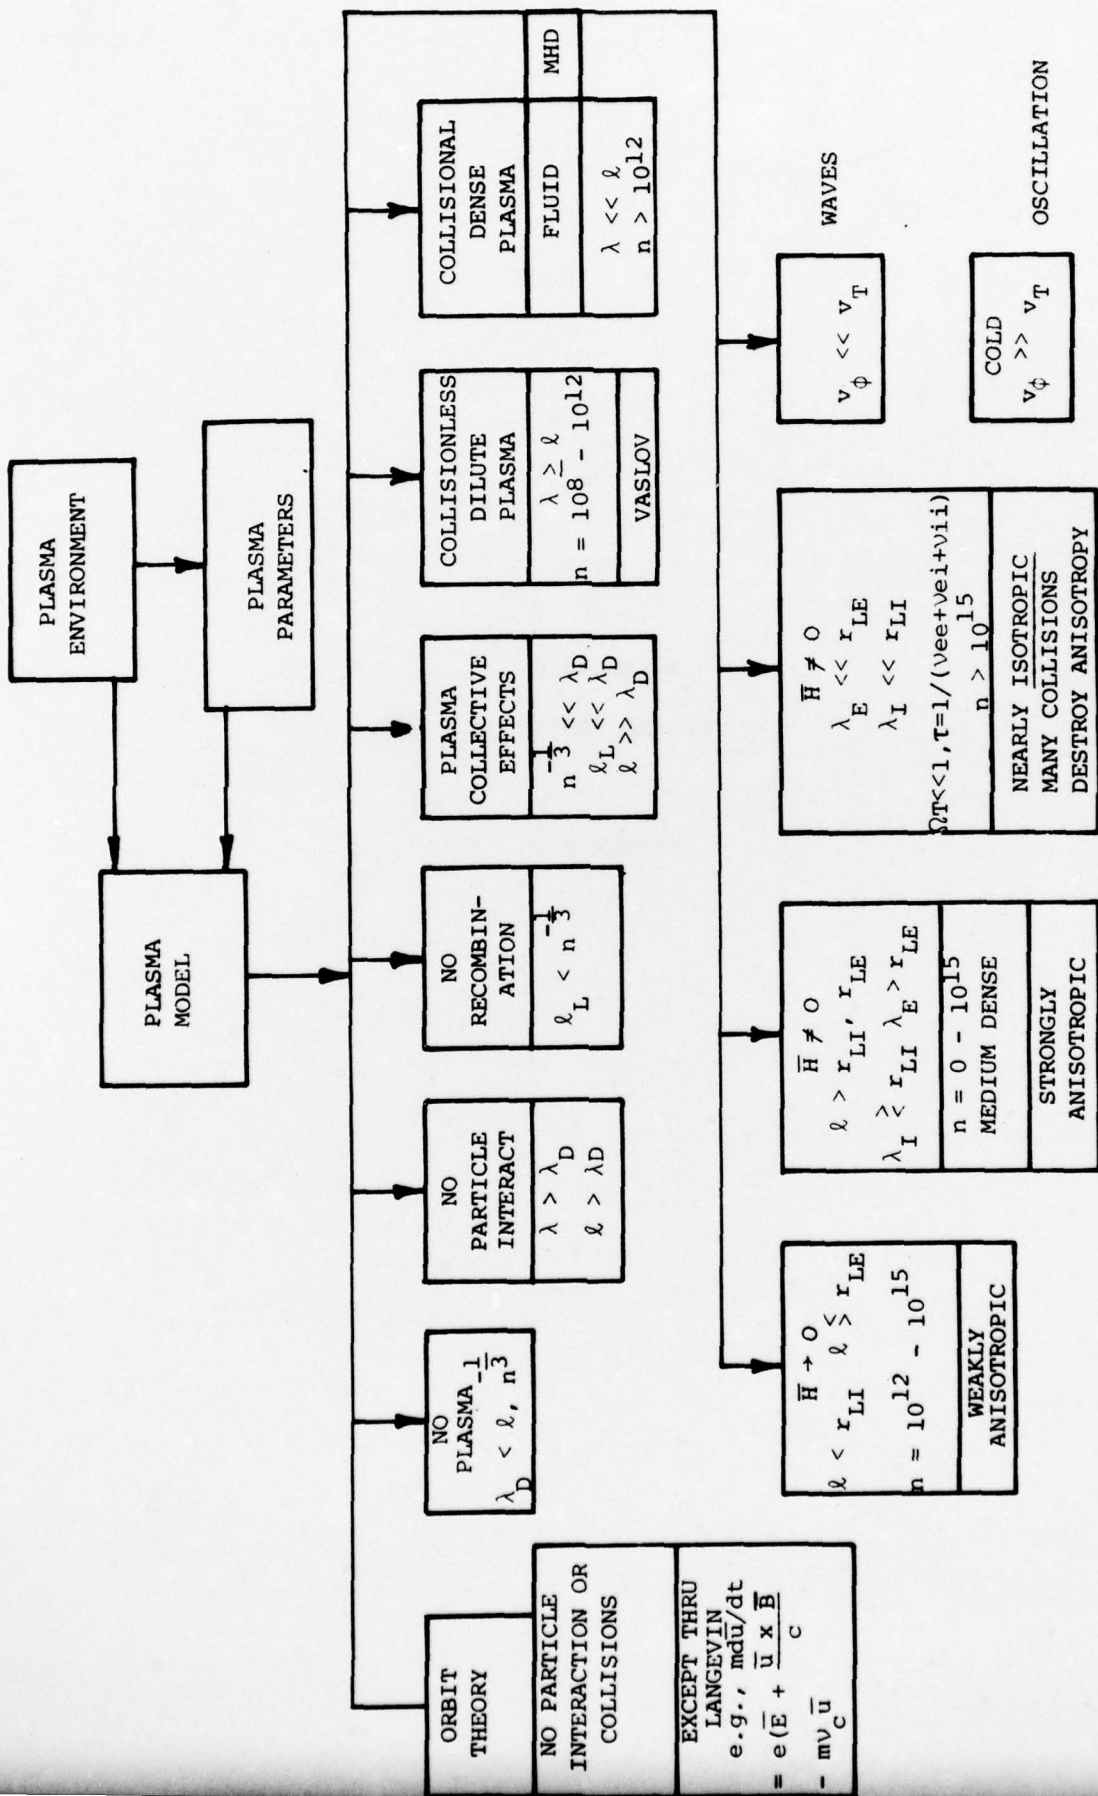 PLASMA
ENVIRONMENT
PLASMA
PARAMETERS
PLASMA
MODEL
ORBIT
THEORY
NO PARTICLE
INTERACTION OR
COLLISIONS
EXCEPT THRU
LANGEVIN
e.g., mdū/dt
= e(Ē + ū x B̄
c
- mν_c ū
NO
PLASMA
λ_D < ℓ, n^-1/3
NO
PARTICLE
INTERACT
λ > λ_D
ℓ > λD
NO
RECOMBIN-
ATION
ℓ_L < n^-1/3
PLASMA
COLLECTIVE
EFFECTS
n^-1/3 << λ_D
ℓ_L << λ_D
ℓ >> λ_D
COLLISIONLESS
DILUTE
PLASMA
λ ≥ ℓ
n = 10^8 - 10^12
VASLOV
COLLISIONAL
DENSE
PLASMA
FLUID
MHD
λ << ℓ
n > 10^12
H̄ → O
ℓ < r_LI ℓ ≷ r_LE
n = 10^12 - 10^15
WEAKLY
ANISOTROPIC
H̄ ≠ O
ℓ > r_LI, r_LE
λ_I ≷ r_LI λ_E > r_LE
n = 0 - 10^15
MEDIUM DENSE
STRONGLY
ANISOTROPIC
H̄ ≠ O
λ_E << r_LE
λ_I << r_LI
ΩT<<1,τ=1/(νee+νei+νii)
n > 10^15
NEARLY ISOTROPIC
MANY COLLISIONS
DESTROY ANISOTROPY
v_ϕ << v_T
WAVES
COLD
v_ϕ >> v_T
OSCILLATION